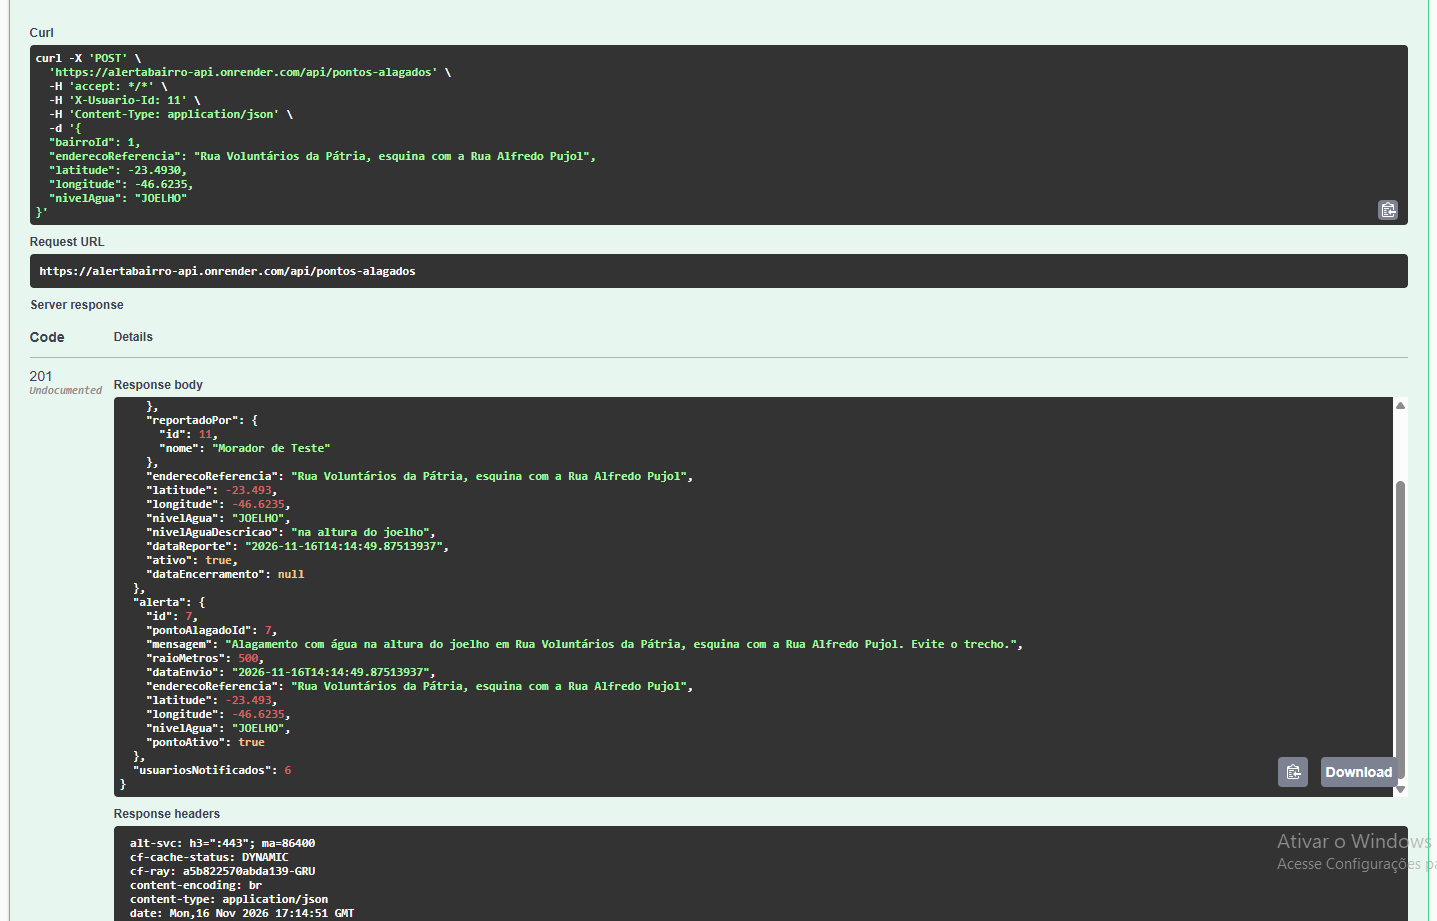 Curl
curl -X 'POST' \
  'https://alertabairro-api.onrender.com/api/pontos-alagados' \
  -H 'accept: */*' \
  -H 'X-Usuario-Id: 11' \
  -H 'Content-Type: application/json' \
  -d '{
  "bairroId": 1,
  "enderecoReferencia": "Rua Voluntários da Pátria, esquina com a Rua Alfredo Pujol",
  "latitude": -23.4930,
  "longitude": -46.6235,
  "nivelAgua": "JOELHO"
}'
Request URL
https://alertabairro-api.onrender.com/api/pontos-alagados
Server response
Code Details
201
Undocumented
Response body
    },
    "reportadoPor": {
      "id": 11,
      "nome": "Morador de Teste"
    },
    "enderecoReferencia": "Rua Voluntários da Pátria, esquina com a Rua Alfredo Pujol",
    "latitude": -23.493,
    "longitude": -46.6235,
    "nivelAgua": "JOELHO",
    "nivelAguaDescricao": "na altura do joelho",
    "dataReporte": "2026-11-16T14:14:49.87513937",
    "ativo": true,
    "dataEncerramento": null
  },
  "alerta": {
    "id": 7,
    "pontoAlagadoId": 7,
    "mensagem": "Alagamento com água na altura do joelho em Rua Voluntários da Pátria, esquina com a Rua Alfredo Pujol. Evite o trecho.",
    "raioMetros": 500,
    "dataEnvio": "2026-11-16T14:14:49.87513937",
    "enderecoReferencia": "Rua Voluntários da Pátria, esquina com a Rua Alfredo Pujol",
    "latitude": -23.493,
    "longitude": -46.6235,
    "nivelAgua": "JOELHO",
    "pontoAtivo": true
  },
  "usuariosNotificados": 6
}
Download
Response headers
alt-svc: h3=":443"; ma=86400
cf-cache-status: DYNAMIC
cf-ray: a5b822570abda139-GRU
content-encoding: br
content-type: application/json
date: Mon,16 Nov 2026 17:14:51 GMT
Ativar o Windows
Acesse Configurações